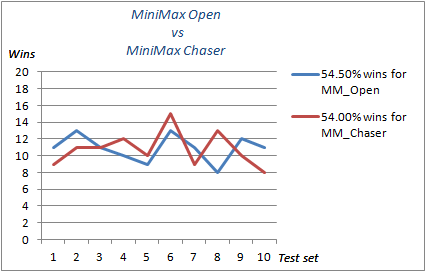 MiniMax Open
vs
MiniMax Chaser
Wins
20
18
16
14
12
10
8
6
4
2
0
1 2 3 4 5 6 7 8 9 10 Test set
54.50% wins for
MM_Open
54.00% wins for
MM_Chaser